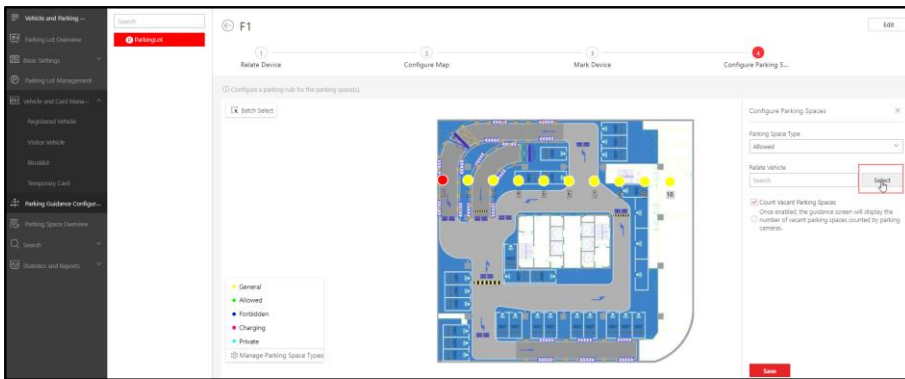 Vehicle and Parking ...
Parking Lot Overview
Basic Settings
Parking Lot Management
Vehicle and Card Mana...
Registered Vehicle
Visitor Vehicle
Blocklist
Temporary Card
Parking Guidance Configur...
Parking Space Overview
Search
Statistics and Reports
Search
ParkingLot
F1
Edit
1
Relate Device
2
Configure Map
3
Mark Device
4
Configure Parking S...
Configure a parking rule for the parking space(s).
Batch Select
10
General
Allowed
Forbidden
Charging
Private
Manage Parking Space Types
Configure Parking Spaces
Parking Space Type
Allowed
Relate Vehicle
Search
Select
Count Vacant Parking Spaces
Once enabled, the guidance screen will display the
number of vacant parking spaces counted by parking
cameras.
Save